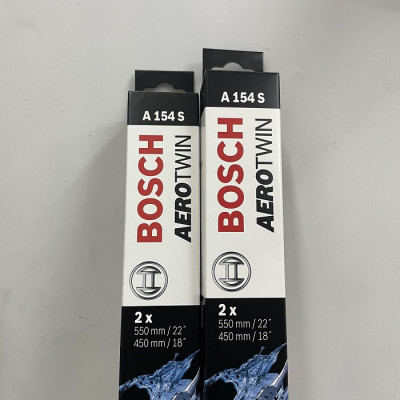 A 154 S
BOSCH
AEROTWIN
2 x
550 mm / 22"
450 mm / 18"
A 154 S
BOSCH
AEROTWIN
2 x
550 mm / 22"
450 mm / 18"